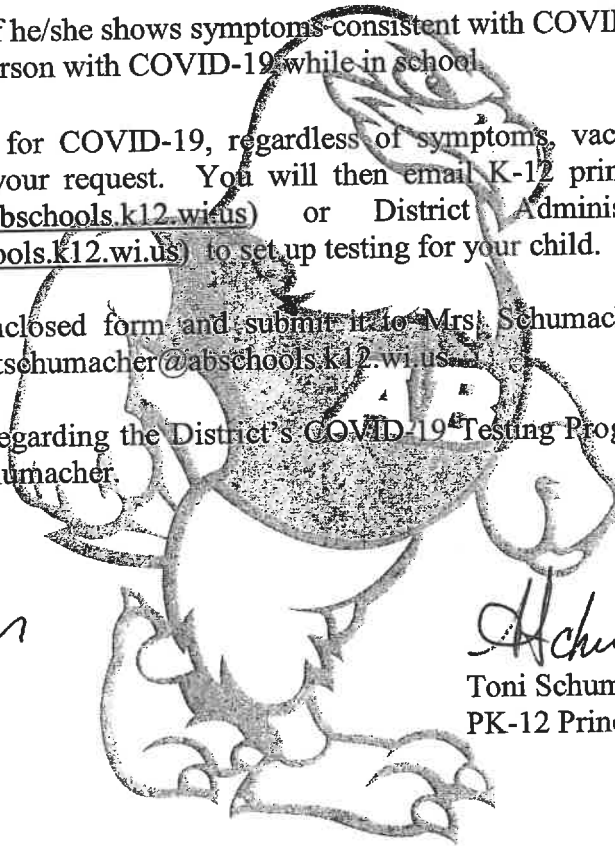 f he/she shows symptoms consistent with COVI
rson with COVID-19 while in school.
for COVID-19, regardless of symptoms, vac
your request. You will then email K-12 prin
bschools.k12.wi.us) or District Adminis
ools.k12.wi.us) to set up testing for your child.
nclosed form and submit it to Mrs. Schumac
tschumacher@abschools.k12.wi.us
AB
egarding the District's COVID-19 Testing Prog
humacher.
Toni Schum
PK-12 Princ